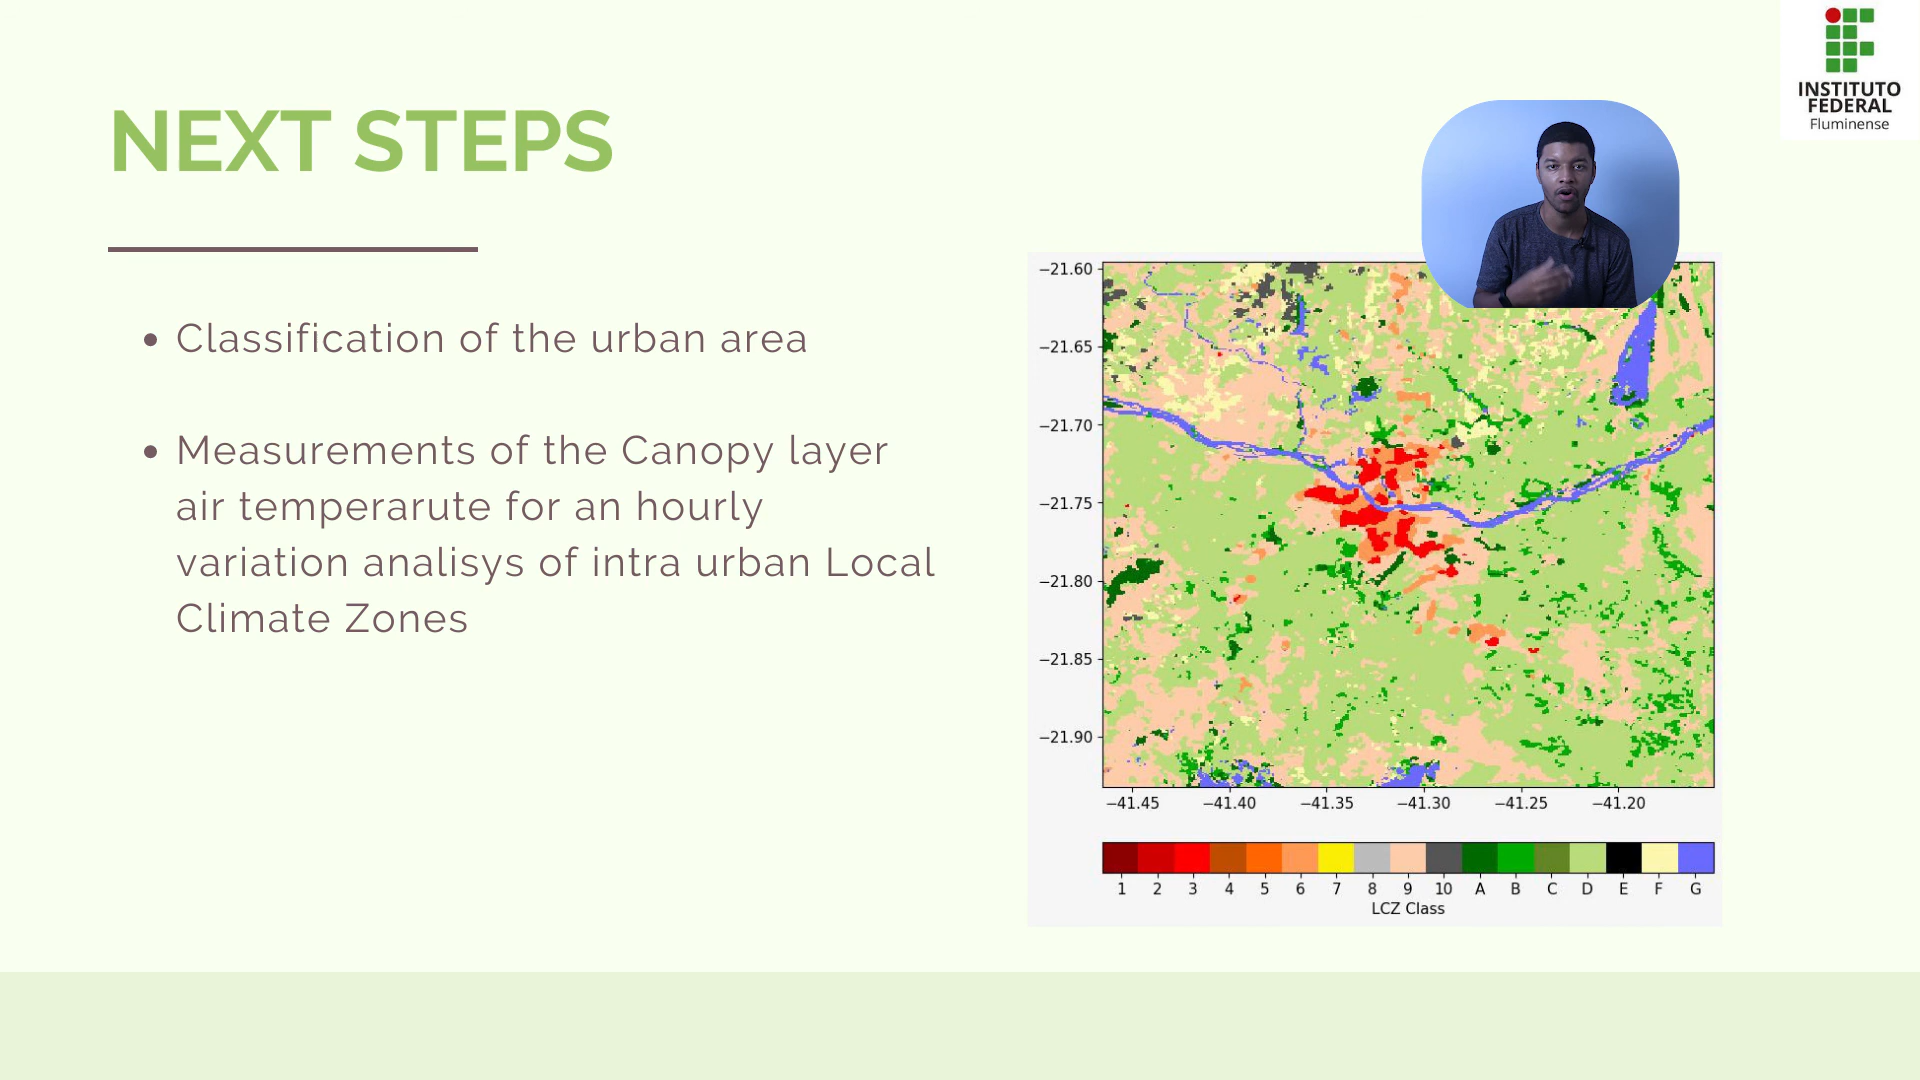 NEXT STEPS
INSTITUTO
FEDERAL
Fluminense
• Classification of the urban area
• Measurements of the Canopy layer
air temperarute for an hourly
variation analisys of intra urban Local
Climate Zones
−21.60
−21.65
−21.70
−21.75
−21.80
−21.85
−21.90
−41.45 −41.40 −41.35 −41.30 −41.25 −41.20
1 2 3 4 5 6 7 8 9 10 A B C D E F G
LCZ Class